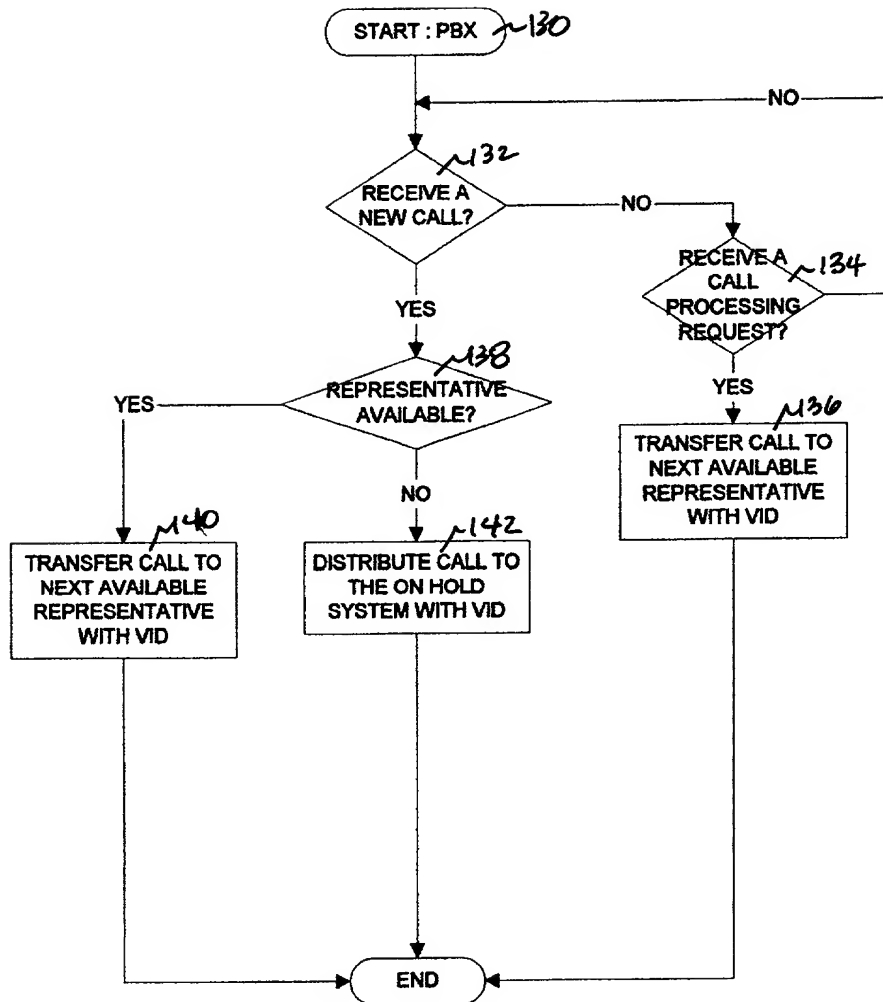 START : PBX 130
NO
132
RECEIVE A
NEW CALL?
NO
RECEIVE A
CALL
PROCESSING
REQUEST?
134
YES
138
REPRESENTATIVE
AVAILABLE?
YES
YES
136
TRANSFER CALL TO
NEXT AVAILABLE
REPRESENTATIVE
WITH VID
NO
140
TRANSFER CALL TO
NEXT AVAILABLE
REPRESENTATIVE
WITH VID
142
DISTRIBUTE CALL TO
THE ON HOLD
SYSTEM WITH VID
END